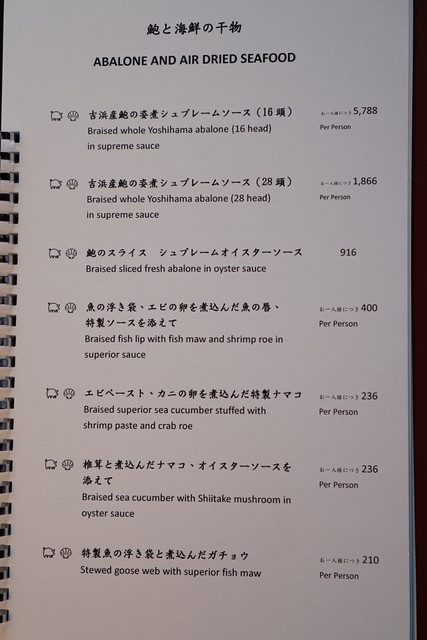 鮑と海鮮の干物
ABALONE AND AIR DRIED SEAFOOD
吉浜産鮑の姿煮シュプレームソース（16 頭） お一人様につき 5,788
Braised whole Yoshihama abalone (16 head) Per Person
in supreme sauce
吉浜産鮑の姿煮シュプレームソース（28 頭） お一人様につき 1,866
Braised whole Yoshihama abalone (28 head) Per Person
in supreme sauce
鮑のスライス　シュプレームオイスターソース 916
Braised sliced fresh abalone in oyster sauce
魚の浮き袋、エビの卵を煮込んだ魚の唇、 お一人様につき 400
特製ソースを添えて Per Person
Braised fish lip with fish maw and shrimp roe in
superior sauce
エビペースト、カニの卵を煮込んだ特製ナマコ お一人様につき 236
Braised superior sea cucumber stuffed with Per Person
shrimp paste and crab roe
椎茸と煮込んだナマコ、オイスターソースを お一人様につき 236
添えて Per Person
Braised sea cucumber with Shiitake mushroom in
oyster sauce
特製魚の浮き袋と煮込んだガチョウ お一人様につき 210
Stewed goose web with superior fish maw Per Person